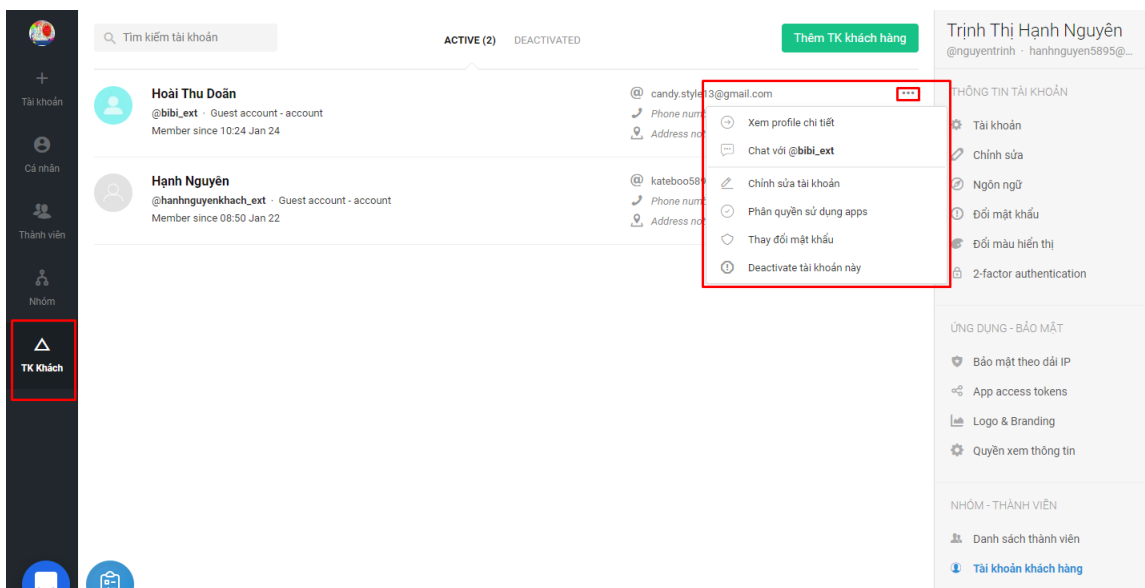 Tài khoản
Cá nhân
Thành viên
Nhóm
TK Khách
Tìm kiếm tài khoản
ACTIVE (2) DEACTIVATED
Thêm TK khách hàng
Hoài Thu Doãn
@bibi_ext · Guest account - account
Member since 10:24 Jan 24
candy.style13@gmail.com
Phone
Address
Hạnh Nguyên
@hanhnguyenkhach_ext · Guest account - account
Member since 08:50 Jan 22
kateboo589
Phone
Address
Xem profile chi tiết
Chat với @bibi_ext
Chỉnh sửa tài khoản
Phân quyền sử dụng apps
Thay đổi mật khẩu
Deactivate tài khoản này
Trịnh Thị Hạnh Nguyên
@nguyentrinh · hanhnguyen5895@...
THÔNG TIN TÀI KHOẢN
Tài khoản
Chỉnh sửa
Ngôn ngữ
Đổi mật khẩu
Đổi màu hiển thị
2-factor authentication
ỨNG DỤNG - BẢO MẬT
Bảo mật theo dải IP
App access tokens
Logo & Branding
Quyền xem thông tin
NHÓM - THÀNH VIÊN
Danh sách thành viên
Tài khoản khách hàng